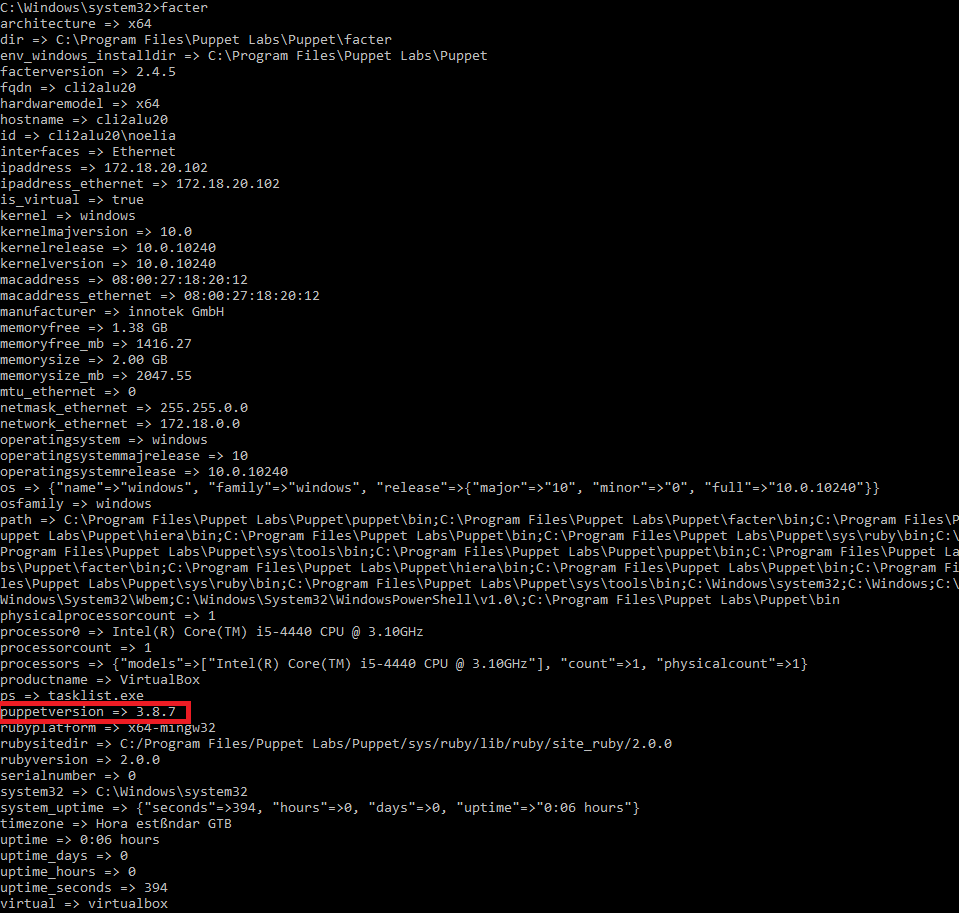 C:\Windows\system32>facter
architecture => x64
dir => C:\Program Files\Puppet Labs\Puppet\facter
env_windows_installdir => C:\Program Files\Puppet Labs\Puppet
facterversion => 2.4.5
fqdn => cli2alu20
hardwaremodel => x64
hostname => cli2alu20
id => cli2alu20\noelia
interfaces => Ethernet
ipaddress => 172.18.20.102
ipaddress_ethernet => 172.18.20.102
is_virtual => true
kernel => windows
kernelmajversion => 10.0
kernelrelease => 10.0.10240
kernelversion => 10.0.10240
macaddress => 08:00:27:18:20:12
macaddress_ethernet => 08:00:27:18:20:12
manufacturer => innotek GmbH
memoryfree => 1.38 GB
memoryfree_mb => 1416.27
memorysize => 2.00 GB
memorysize_mb => 2047.55
mtu_ethernet => 0
netmask_ethernet => 255.255.0.0
network_ethernet => 172.18.0.0
operatingsystem => windows
operatingsystemmajrelease => 10
operatingsystemrelease => 10.0.10240
os => {"name"=>"windows", "family"=>"windows", "release"=>{"major"=>"10", "minor"=>"0", "full"=>"10.0.10240"}}
osfamily => windows
path => C:\Program Files\Puppet Labs\Puppet\puppet\bin;C:\Program Files\Puppet Labs\Puppet\facter\bin;C:\Program Files\P
uppet Labs\Puppet\hiera\bin;C:\Program Files\Puppet Labs\Puppet\bin;C:\Program Files\Puppet Labs\Puppet\sys\ruby\bin;C:\
Program Files\Puppet Labs\Puppet\sys\tools\bin;C:\Program Files\Puppet Labs\Puppet\puppet\bin;C:\Program Files\Puppet La
bs\Puppet\facter\bin;C:\Program Files\Puppet Labs\Puppet\hiera\bin;C:\Program Files\Puppet Labs\Puppet\bin;C:\Program Fi
les\Puppet Labs\Puppet\sys\ruby\bin;C:\Program Files\Puppet Labs\Puppet\sys\tools\bin;C:\Windows\system32;C:\Windows;C:\
Windows\System32\Wbem;C:\Windows\System32\WindowsPowerShell\v1.0\;C:\Program Files\Puppet Labs\Puppet\bin
physicalprocessorcount => 1
processor0 => Intel(R) Core(TM) i5-4440 CPU @ 3.10GHz
processorcount => 1
processors => {"models"=>["Intel(R) Core(TM) i5-4440 CPU @ 3.10GHz"], "count"=>1, "physicalcount"=>1}
productname => VirtualBox
ps => tasklist.exe
puppetversion => 3.8.7
rubyplatform => x64-mingw32
rubysitedir => C:/Program Files/Puppet Labs/Puppet/sys/ruby/lib/ruby/site_ruby/2.0.0
rubyversion => 2.0.0
serialnumber => 0
system32 => C:\Windows\system32
system_uptime => {"seconds"=>394, "hours"=>0, "days"=>0, "uptime"=>"0:06 hours"}
timezone => Hora estßndar GTB
uptime => 0:06 hours
uptime_days => 0
uptime_hours => 0
uptime_seconds => 394
virtual => virtualbox